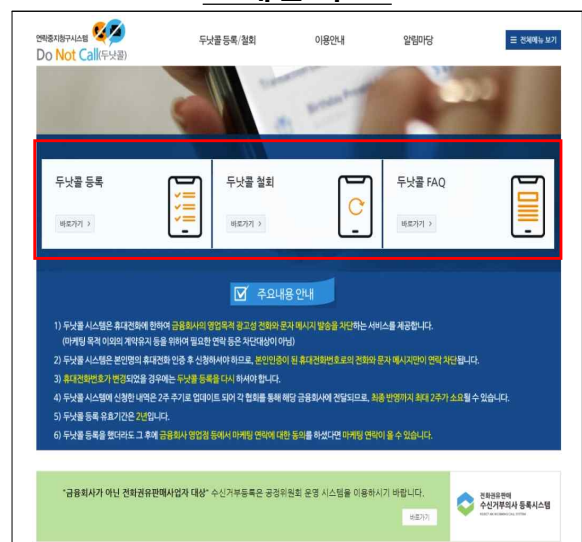 연락중지청구시스템
Do Not Call(두낫콜)
두낫콜 등록/철회
이용안내
알림마당
전체메뉴 보기
두낫콜 등록
바로가기 >
두낫콜 철회
바로가기 >
두낫콜 FAQ
바로가기 >
주요내용 안내
1) 두낫콜 시스템은 휴대전화에 한하여 금융회사의 영업목적 광고성 전화와 문자 메시지 발송을 차단하는 서비스를 제공합니다.
(마케팅 목적 이외의 계약유지 등을 위하여 필요한 연락 등은 차단대상이 아님)
2) 두낫콜 시스템은 본인명의 휴대전화 인증 후 신청하셔야 하므로, 본인인증이 된 휴대전화번호로의 전화와 문자 메시지만이 연락 차단됩니다.
3) 휴대전화번호가 변경되었을 경우에는 두낫콜 등록을 다시 하셔야 합니다.
4) 두낫콜 시스템에 신청한 내역은 2주 주기로 업데이트 되어 각 협회를 통해 해당 금융회사에 전달되므로, 최종 반영까지 최대 2주가 소요될 수 있습니다.
5) 두낫콜 등록 유효기간은 2년입니다.
6) 두낫콜 등록을 했더라도 그 후에 금융회사 영업점 등에서 마케팅 연락에 대한 동의를 하셨다면 마케팅 연락이 올 수 있습니다.
"금융회사가 아닌 전화권유판매사업자 대상" 수신거부등록은 공정위원회 운영 시스템을 이용하시기 바랍니다.
바로가기
전화권유판매
수신거부의사 등록시스템